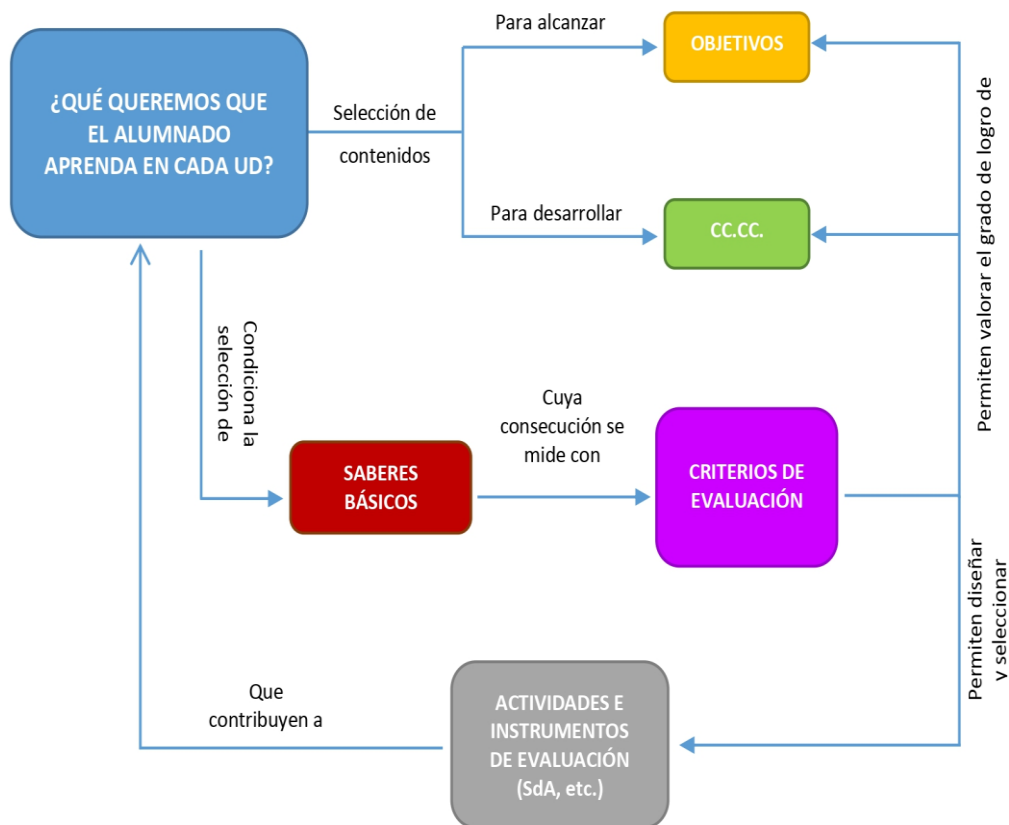 Para alcanzar
OBJETIVOS
¿QUÉ QUEREMOS QUE
EL ALUMNADO
APRENDA EN CADA UD?
Selección de
contenidos
Para desarrollar
CC.CC.
Permiten valorar el grado de logro de
Condiciona la
selección de
SABERES
BÁSICOS
Cuya
consecución se
mide con
CRITERIOS DE
EVALUACIÓN
Permiten diseñar
y seleccionar
Que
contribuyen a
ACTIVIDADES E
INSTRUMENTOS
DE EVALUACIÓN
(SdA, etc.)